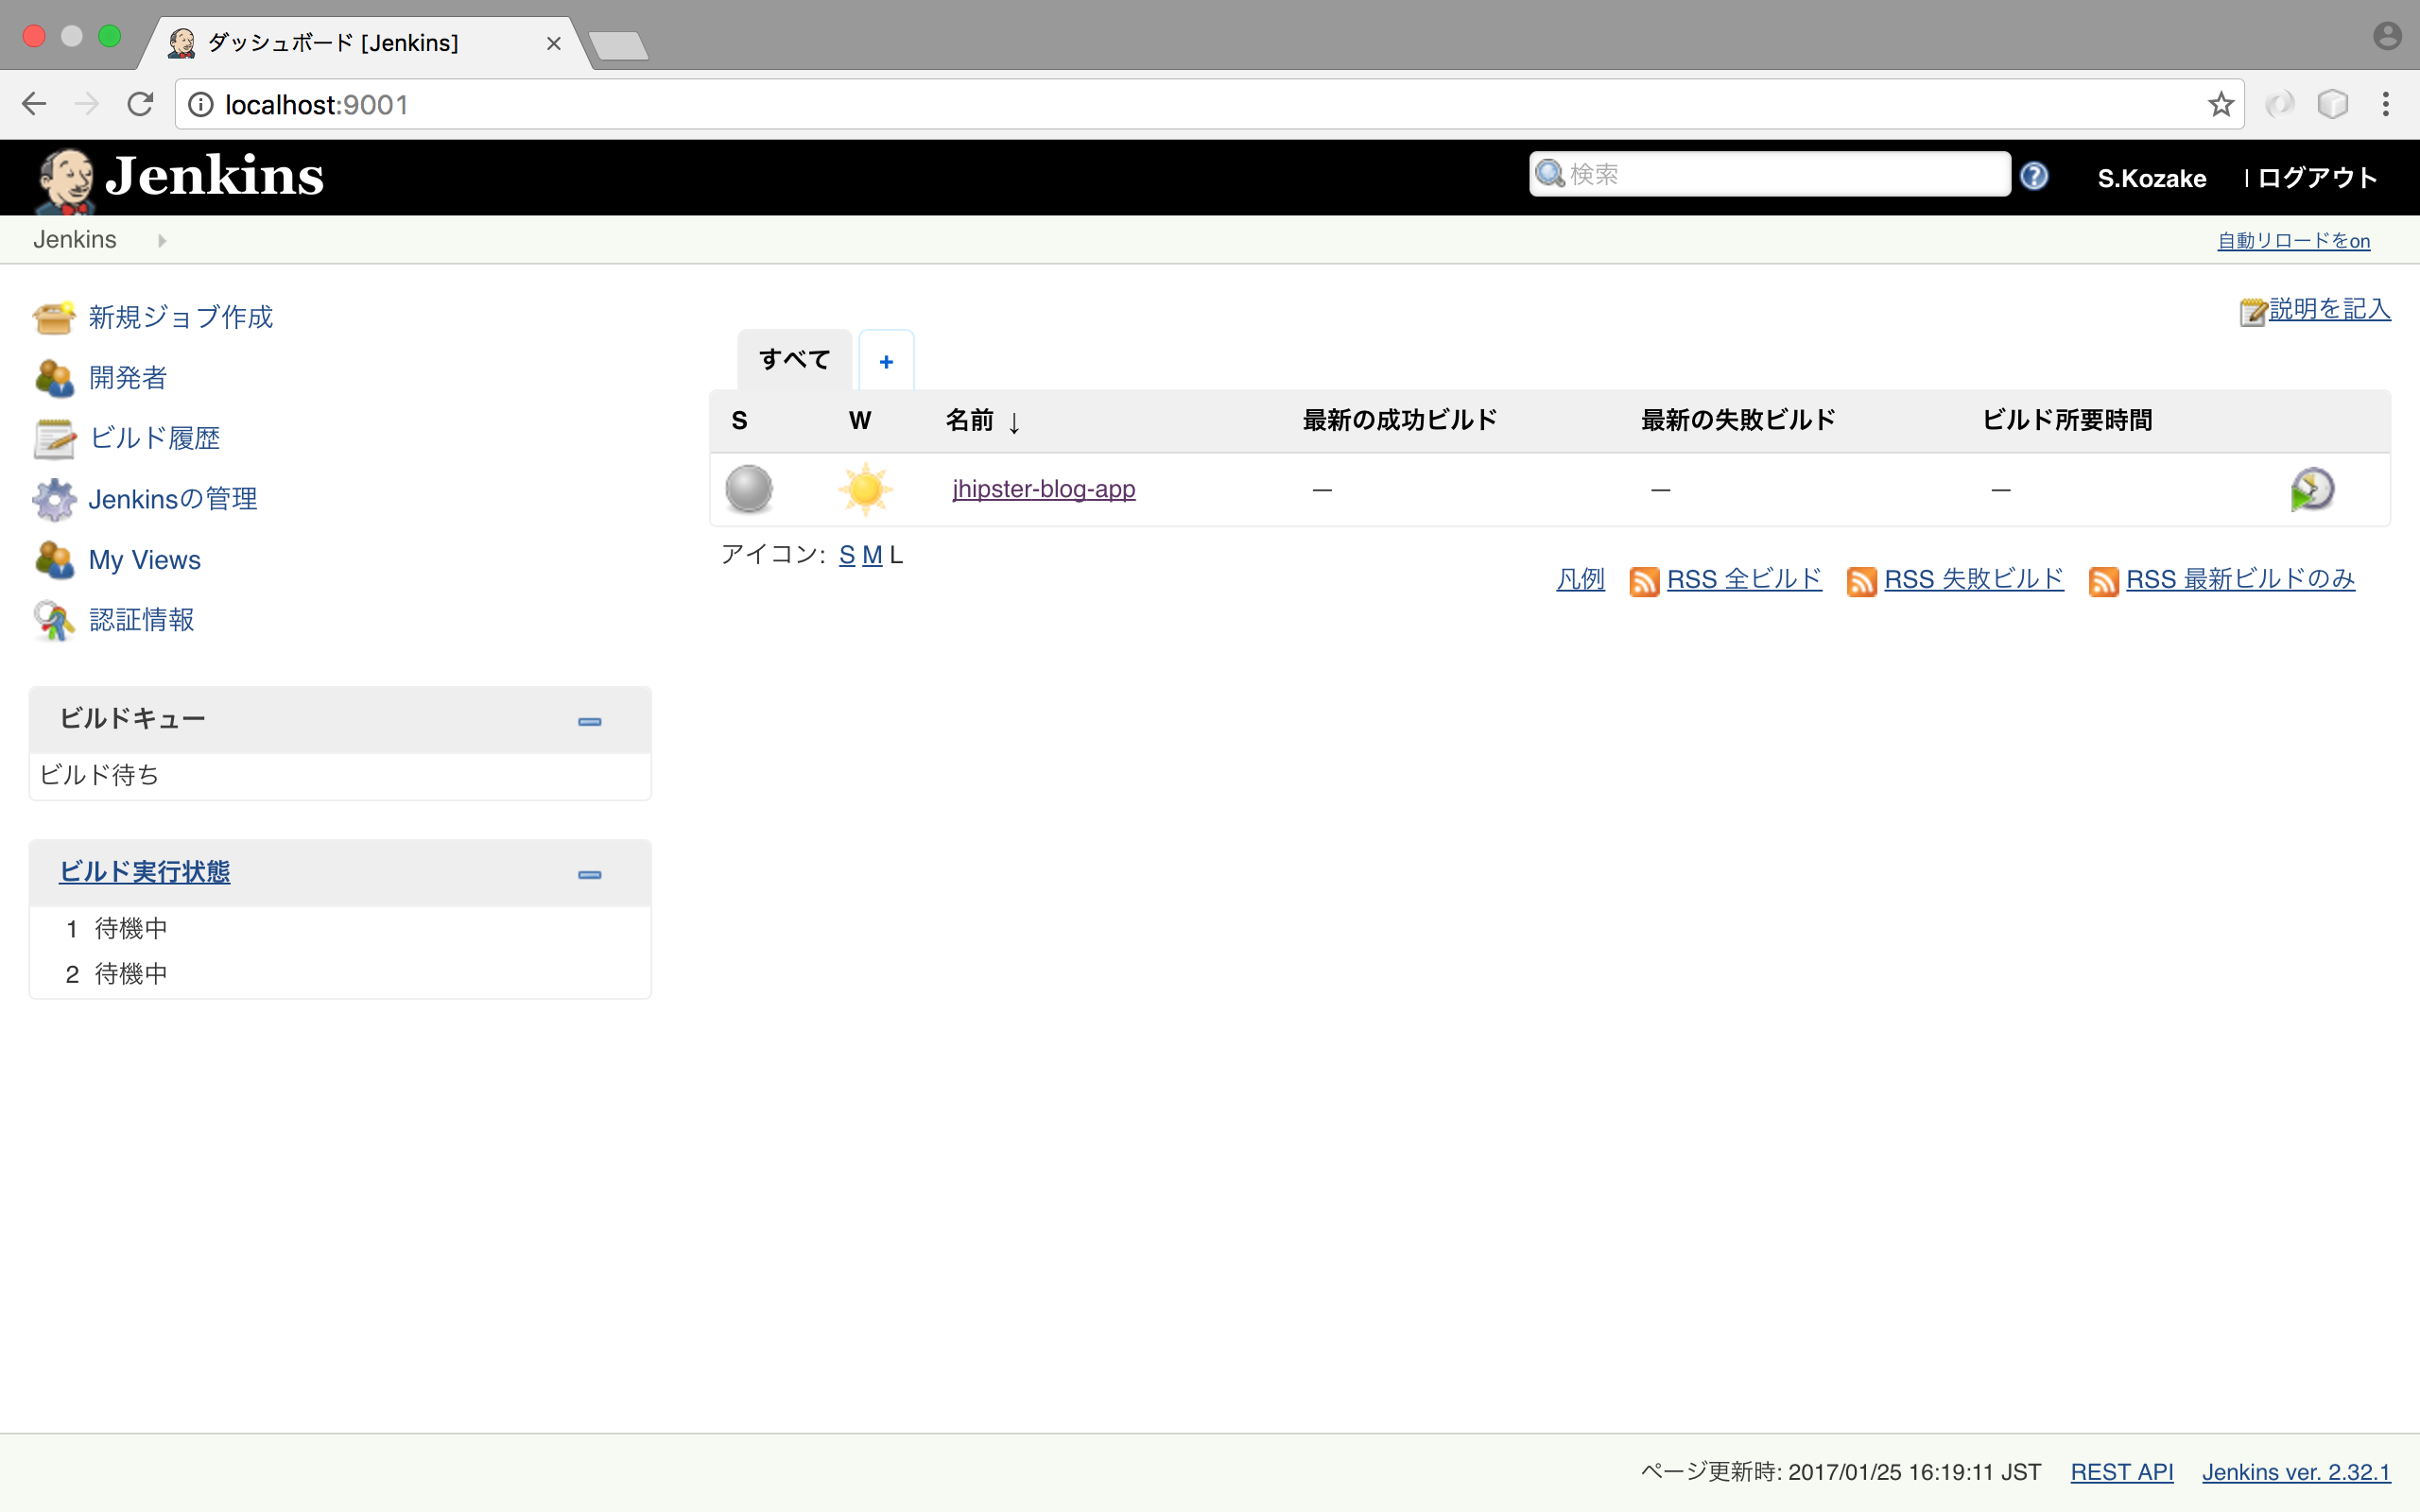 ダッシュボード [Jenkins]
localhost:9001
Jenkins
検索
S.Kozake
| ログアウト
Jenkins
自動リロードをon
新規ジョブ作成
開発者
ビルド履歴
Jenkinsの管理
My Views
認証情報
説明を記入
すべて
+
S W 名前 ↓ 最新の成功ビルド 最新の失敗ビルド ビルド所要時間
jhipster-blog-app — — —
アイコン: S M L
凡例 RSS 全ビルド RSS 失敗ビルド RSS 最新ビルドのみ
ビルドキュー
ビルド待ち
ビルド実行状態
1 待機中
2 待機中
ページ更新時: 2017/01/25 16:19:11 JST REST API Jenkins ver. 2.32.1